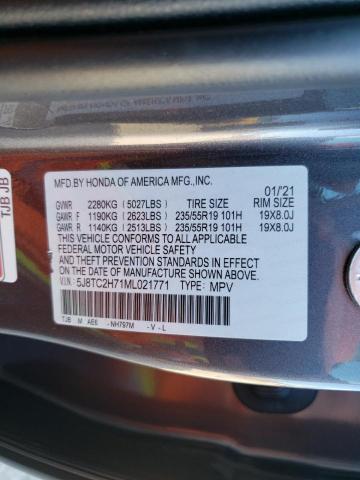 MFD.BY HONDA OF AMERICA MFG.,INC. 01/21
GVWR 2280KG (5027LBS) TIRE SIZE RIM SIZE
GAWR F 1190KG (2623LBS) 235/55R19 101H 19X8.0J
GAWR R 1140KG (2513LBS) 235/55R19 101H 19X8.0J
THIS VEHICLE CONFORMS TO ALL APPLICABLE
FEDERAL MOTOR VEHICLE SAFETY
AND THEFT PREVENTION STANDARDS IN EFFECT
ON THE DATE OF MANUFACTURE SHOWN ABOVE.
V.I.N.: 5J8TC2H71ML021771 TYPE: MPV
TJB M AE6 - NH797M - V - L
TJB JB